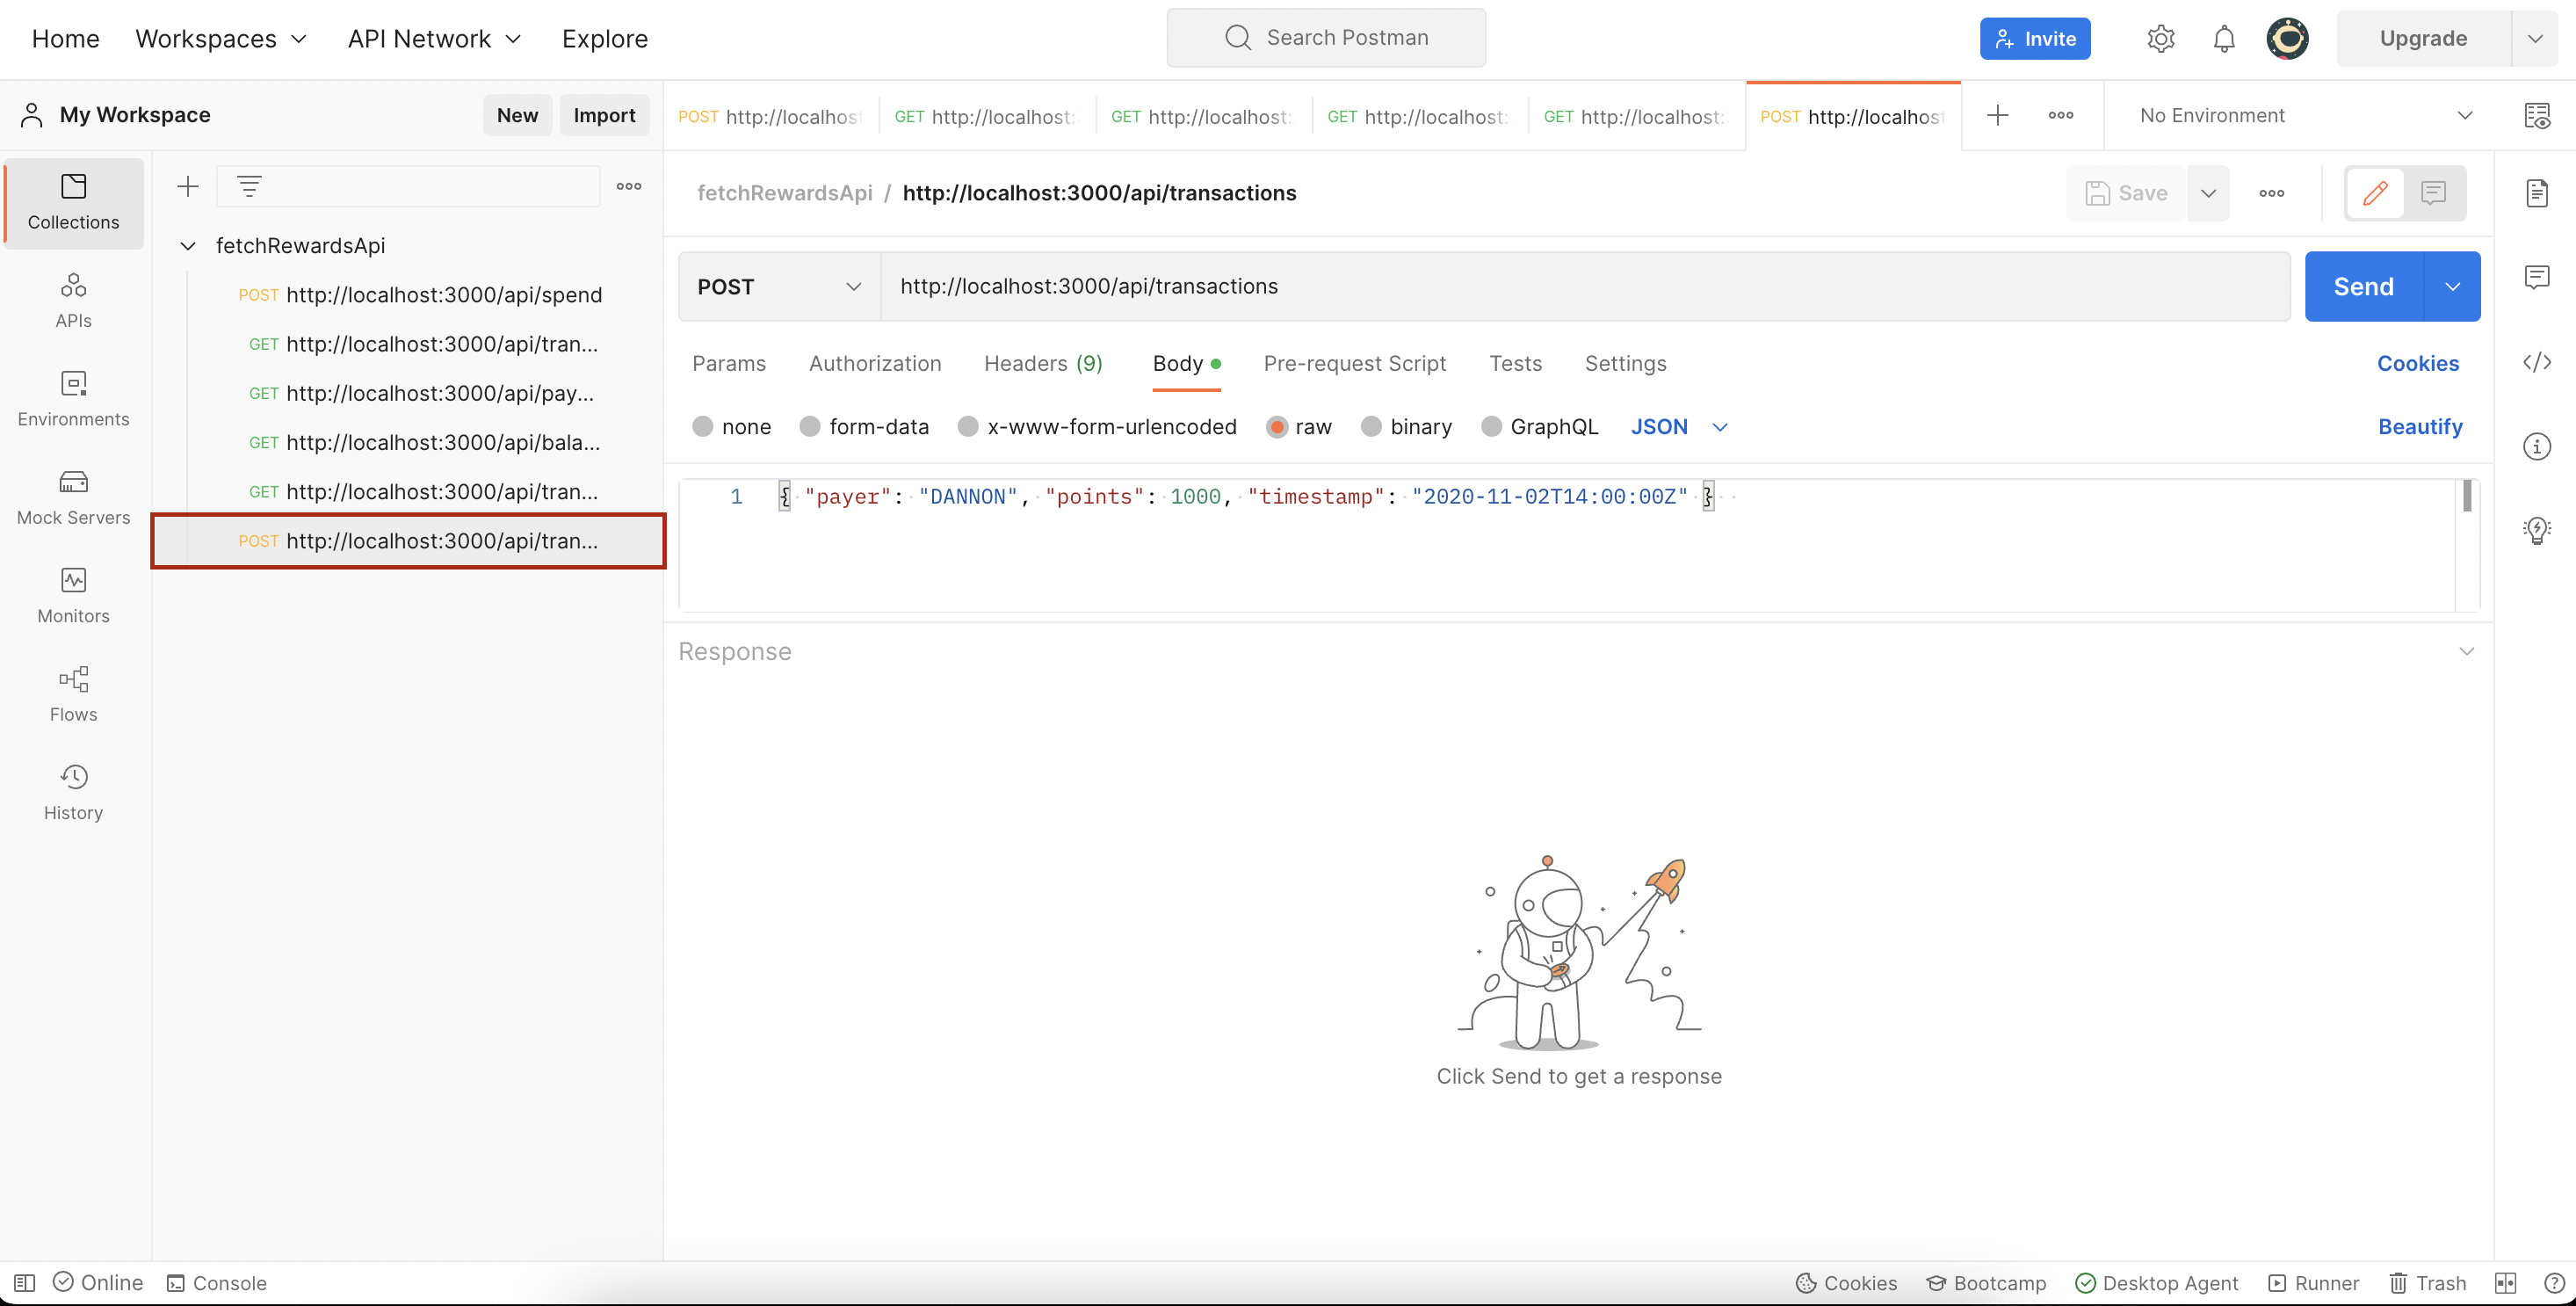 Home Workspaces API Network Explore Search Postman Invite Upgrade
My Workspace New Import
POST http://localhos GET http://localhost: GET http://localhost: GET http://localhost: GET http://localhost: POST http://localhos No Environment
Collections
APIs
Environments
Mock Servers
Monitors
Flows
History
fetchRewardsApi
POST http://localhost:3000/api/spend
GET http://localhost:3000/api/tran...
GET http://localhost:3000/api/pay...
GET http://localhost:3000/api/bala...
GET http://localhost:3000/api/tran...
POST http://localhost:3000/api/tran...
fetchRewardsApi / http://localhost:3000/api/transactions Save
POST http://localhost:3000/api/transactions Send
Params Authorization Headers (9) Body Pre-request Script Tests Settings Cookies
none form-data x-www-form-urlencoded raw binary GraphQL JSON Beautify
1 { "payer": "DANNON", "points": 1000, "timestamp": "2020-11-02T14:00:00Z" }
Response
Click Send to get a response
Online Console Cookies Bootcamp Desktop Agent Runner Trash